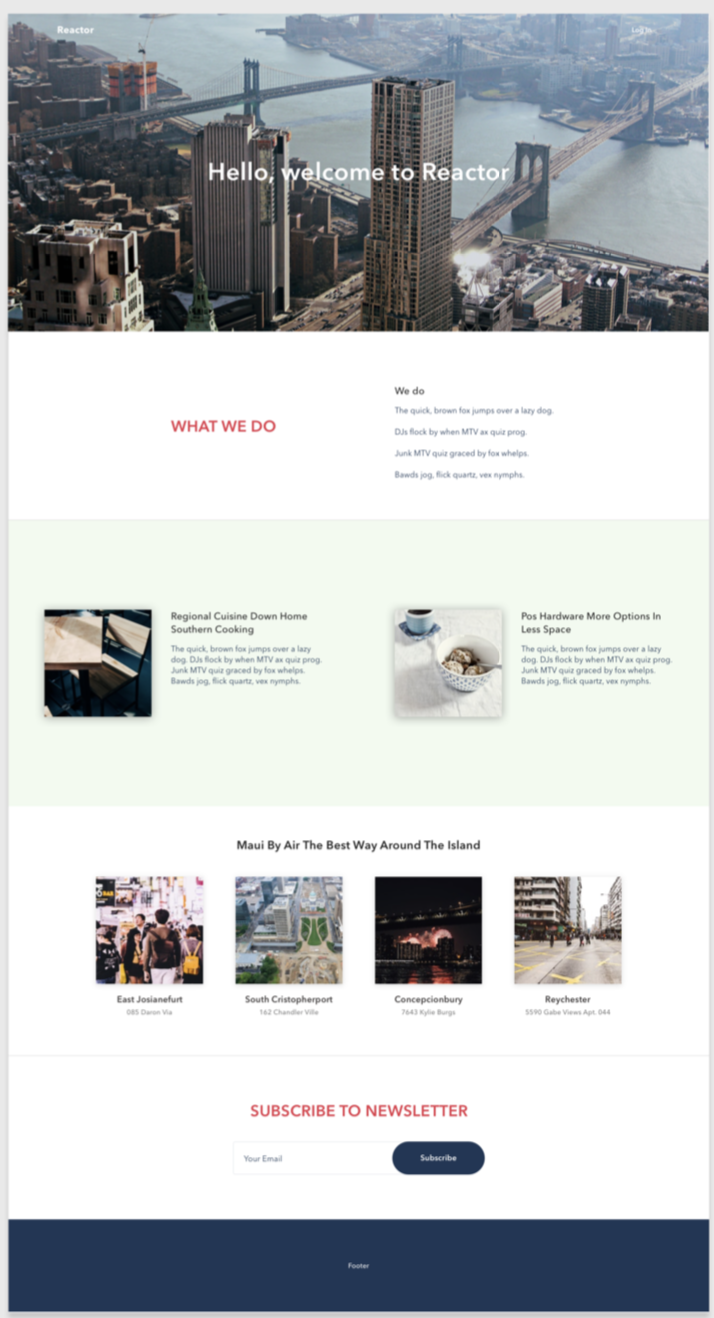 Reactor
Login
Hello, welcome to Reactor
WHAT WE DO
We do
The quick, brown fox jumps over a lazy dog.
DJs flock by when MTV ax quiz prog.
Junk MTV quiz graced by fox whelps.
Bawds jog, flick quartz, vex nymphs.
Regional Cuisine Down Home
Southern Cooking
The quick, brown fox jumps over a lazy
dog. DJs flock by when MTV ax quiz prog.
Junk MTV quiz graced by fox whelps.
Bawds jog, flick quartz, vex nymphs.
Pos Hardware More Options In
Less Space
The quick, brown fox jumps over a lazy
dog. DJs flock by when MTV ax quiz prog.
Junk MTV quiz graced by fox whelps.
Bawds jog, flick quartz, vex nymphs.
Maui By Air The Best Way Around The Island
East Josianefurt
085 Daron Via
South Cristopherport
162 Chandler Ville
Concepcionbury
7643 Kylie Burgs
Reychester
5590 Gabe Views Apt. 044
SUBSCRIBE TO NEWSLETTER
Your Email
Subscribe
Footer